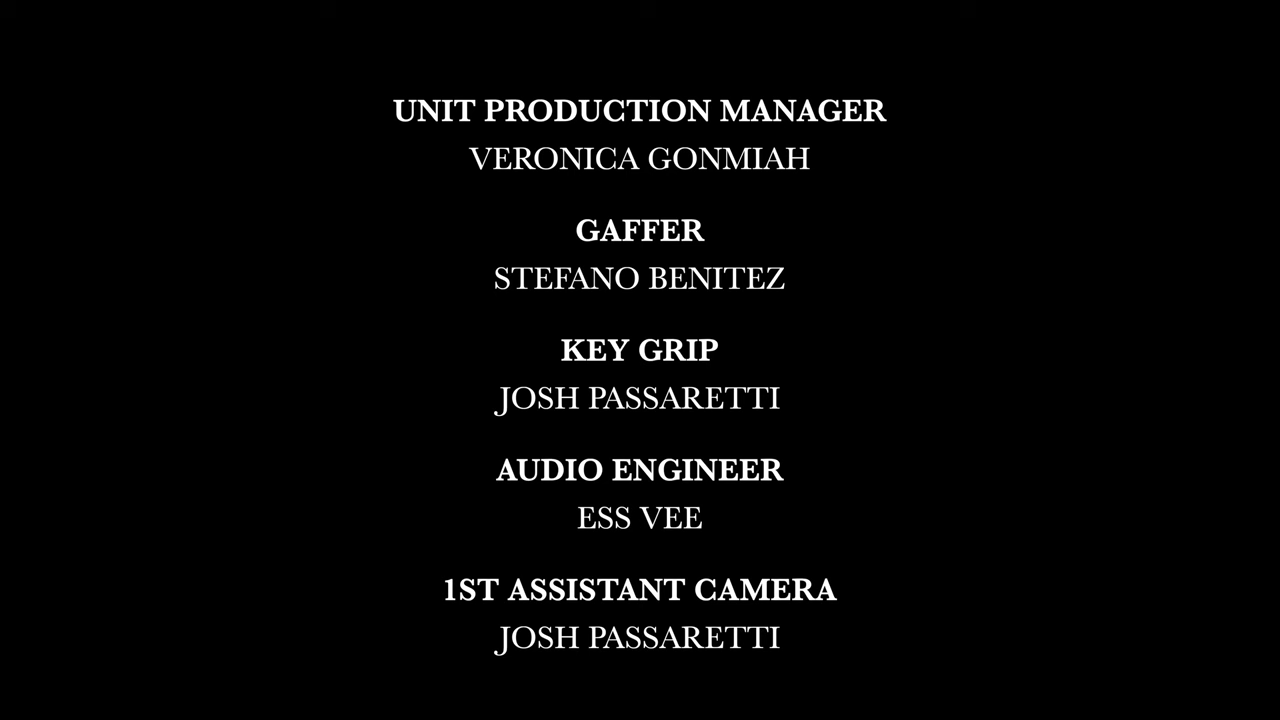 UNIT PRODUCTION MANAGER
VERONICA GONMIAH
GAFFER
STEFANO BENITEZ
KEY GRIP
JOSH PASSARETTI
AUDIO ENGINEER
ESS VEE
1ST ASSISTANT CAMERA
JOSH PASSARETTI